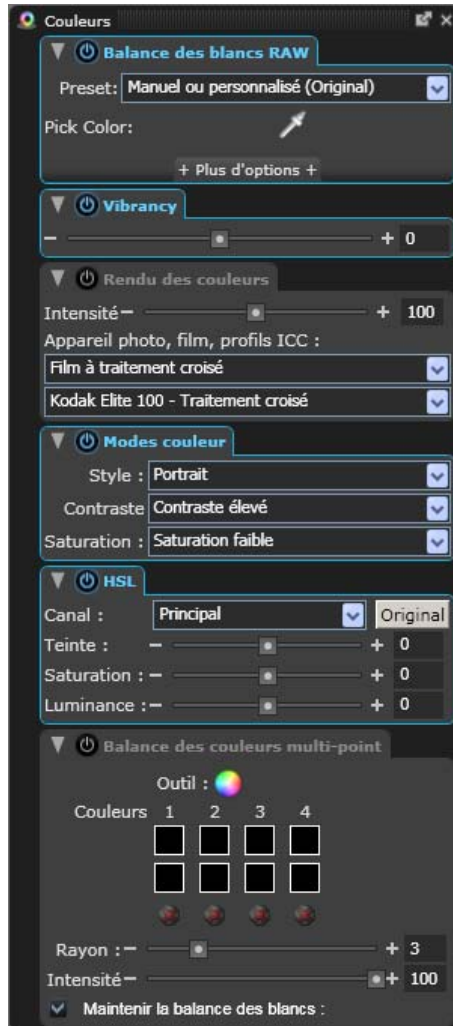 Couleurs
Balance des blancs RAW
Preset: Manuel ou personnalisé (Original)
Pick Color:
+ Plus d'options +
Vibrancy
− + 0
Rendu des couleurs
Intensité − + 100
Appareil photo, film, profils ICC :
Film à traitement croisé
Kodak Elite 100 - Traitement croisé
Modes couleur
Style : Portrait
Contraste Contraste élevé
Saturation : Saturation faible
HSL
Canal : Principal Original
Teinte : − + 0
Saturation : − + 0
Luminance : − + 0
Balance des couleurs multi-point
Outil :
Couleurs 1 2 3 4
Rayon : − + 3
Intensité − + 100
Maintenir la balance des blancs :